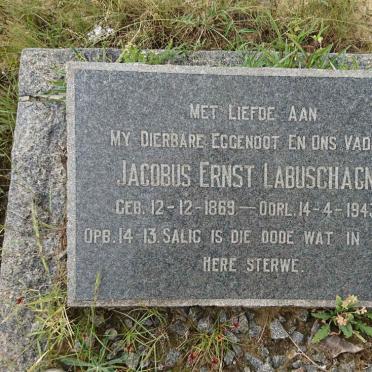 MET LIEFDE AAN
MY DIERBARE EGGENOOT EN ONS VAD
JACOBUS ERNST LABUSCHAGN
GEB. 12-12-1869 — OORL. 14-4-194
OPB. 14-13. SALIG IS DIE DODE WAT IN
HERE STERWE.